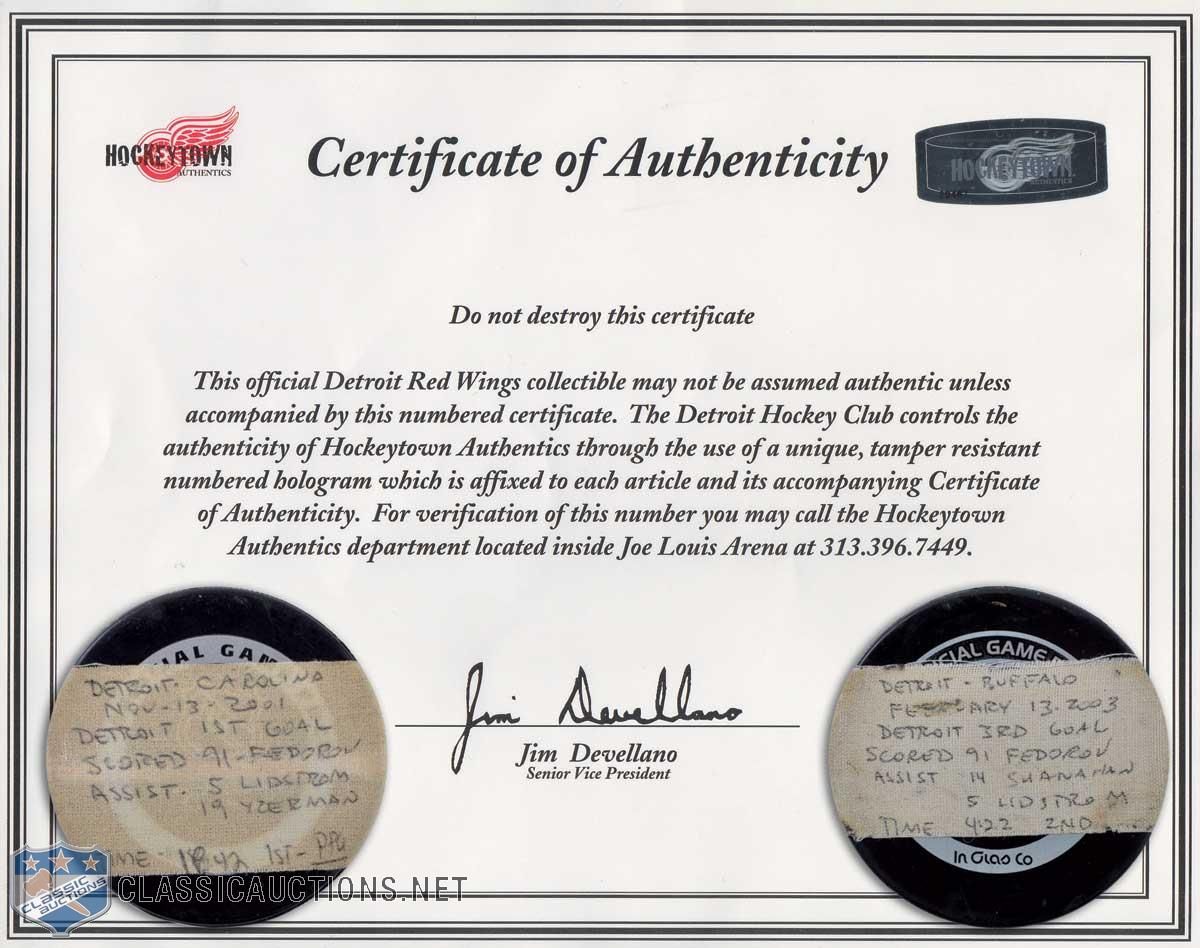 HOCKEYTOWN
AUTHENTICS
Certificate of Authenticity
HOCKEYTOWN
AUTHENTICS
Do not destroy this certificate
This official Detroit Red Wings collectible may not be assumed authentic unless
accompanied by this numbered certificate. The Detroit Hockey Club controls the
authenticity of Hockeytown Authentics through the use of a unique, tamper resistant
numbered hologram which is affixed to each article and its accompanying Certificate
of Authenticity. For verification of this number you may call the Hockeytown
Authentics department located inside Joe Louis Arena at 313.396.7449.
Jim Devellano
Jim Devellano
Senior Vice President
IAL GAM
DETROIT - CAROLINA
NOV-13-2001
DETROIT 1ST GOAL
SCORED 91-FEDOROV
ASSIST - 5 LIDSTROM
19 YZERMAN
1ST- PPG
CIAL GAME
DETROIT - BUFFALO
FEBRUARY 13.2003
DETROIT 3RD GOAL
SCORED 91 FEDOROV
ASSIST 14 SHANAHAN
5 LIDSTROM
TIME 4:22 2ND
InGlasCo
CLASSIC
AUCTIONS
CLASSICAUCTIONS.NET